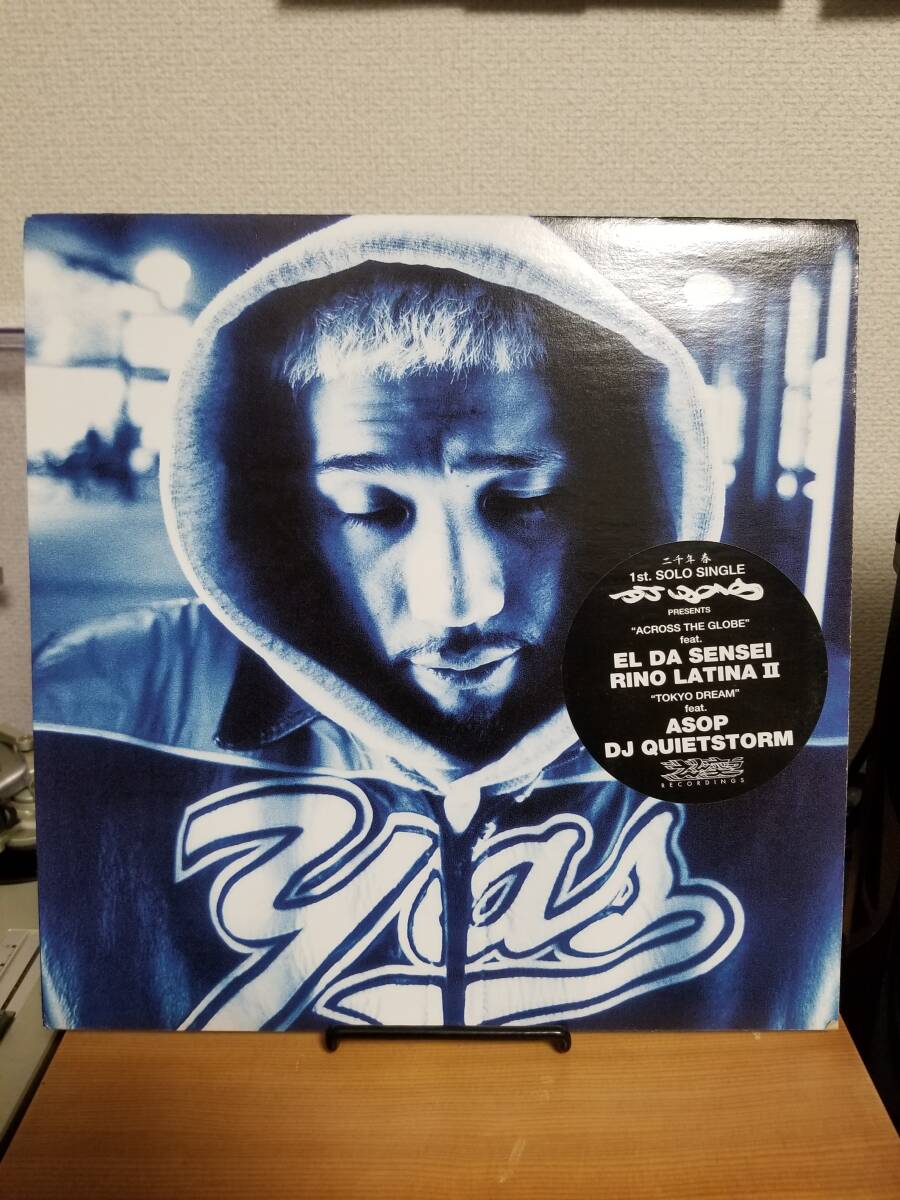 二千年 春
1st. SOLO SINGLE
PRESENTS
"ACROSS THE GLOBE"
feat.
EL DA SENSEI
RINO LATINA II
"TOKYO DREAM"
feat.
ASOP
DJ QUIETSTORM
RECORDINGS
yas